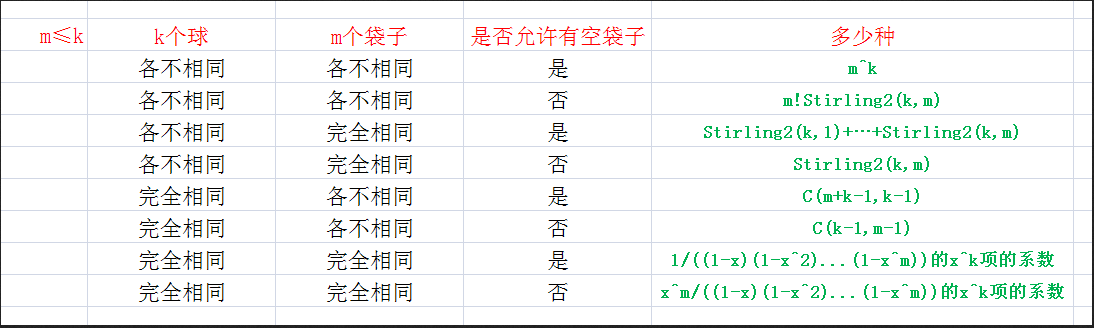 m≤k k个球 m个袋子 是否允许有空袋子 多少种
各不相同 各不相同 是 m^k
各不相同 各不相同 否 m!Stirling2(k,m)
各不相同 完全相同 是 Stirling2(k,1)+…+Stirling2(k,m)
各不相同 完全相同 否 Stirling2(k,m)
完全相同 各不相同 是 C(m+k-1,k-1)
完全相同 各不相同 否 C(k-1,m-1)
完全相同 完全相同 是 1/((1-x)(1-x^2)...(1-x^m))的x^k项的系数
完全相同 完全相同 否 x^m/((1-x)(1-x^2)...(1-x^m))的x^k项的系数